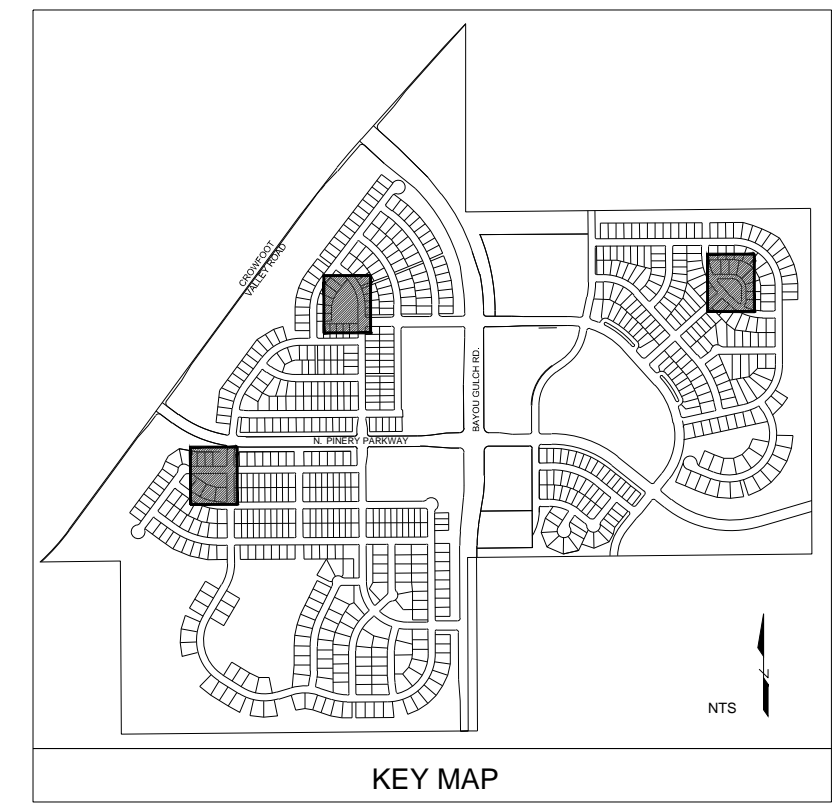 CROWFOOT
VALLEY ROAD
BAYOU GULCH RD.
N. PINERY PARKWAY
NTS
N
KEY MAP